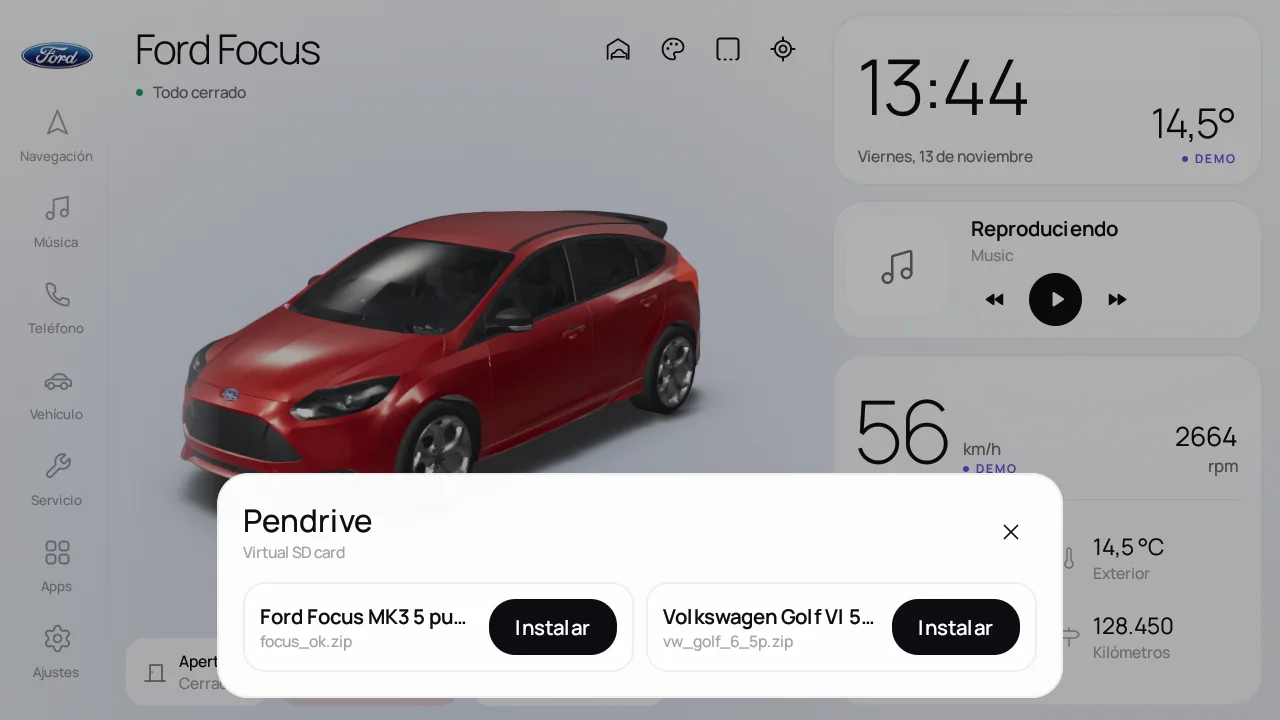 Ford
Ford Focus
Todo cerrado
Navegación
Música
Teléfono
Vehículo
Servicio
Apps
Ajustes
13:44
14,5°
Viernes, 13 de noviembre
DEMO
Reproduciendo
Music
56
km/h
DEMO
2664
rpm
14,5 °C
Exterior
128.450
Kilómetros
Pendrive
Virtual SD card
Ford Focus MK3 5 pu...
focus_ok.zip
Instalar
Volkswagen Golf VI 5...
vw_golf_6_5p.zip
Instalar